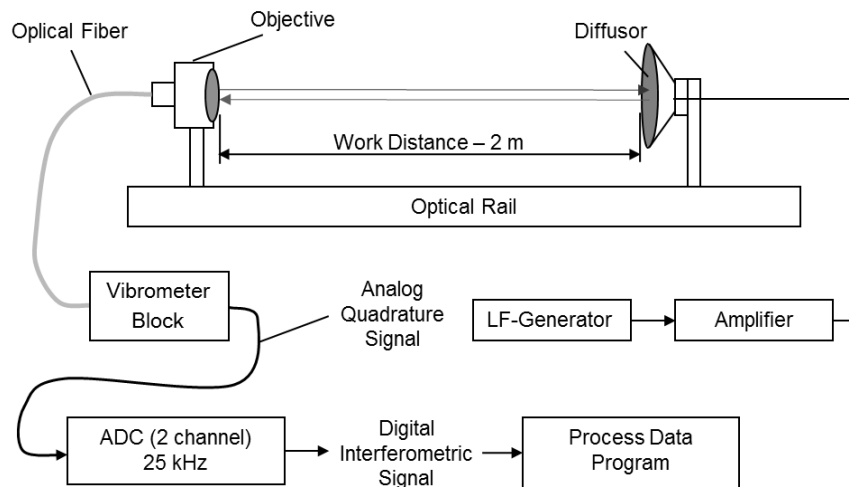 Oplical Fiber
Objective
Diffusor
Work Distance – 2 m
Optical Rail
Vibrometer
Block
Analog
Quadrature
Signal
LF-Generator
Amplifier
ADC (2 channel)
25 kHz
Digital
Interferometric
Signal
Process Data
Program